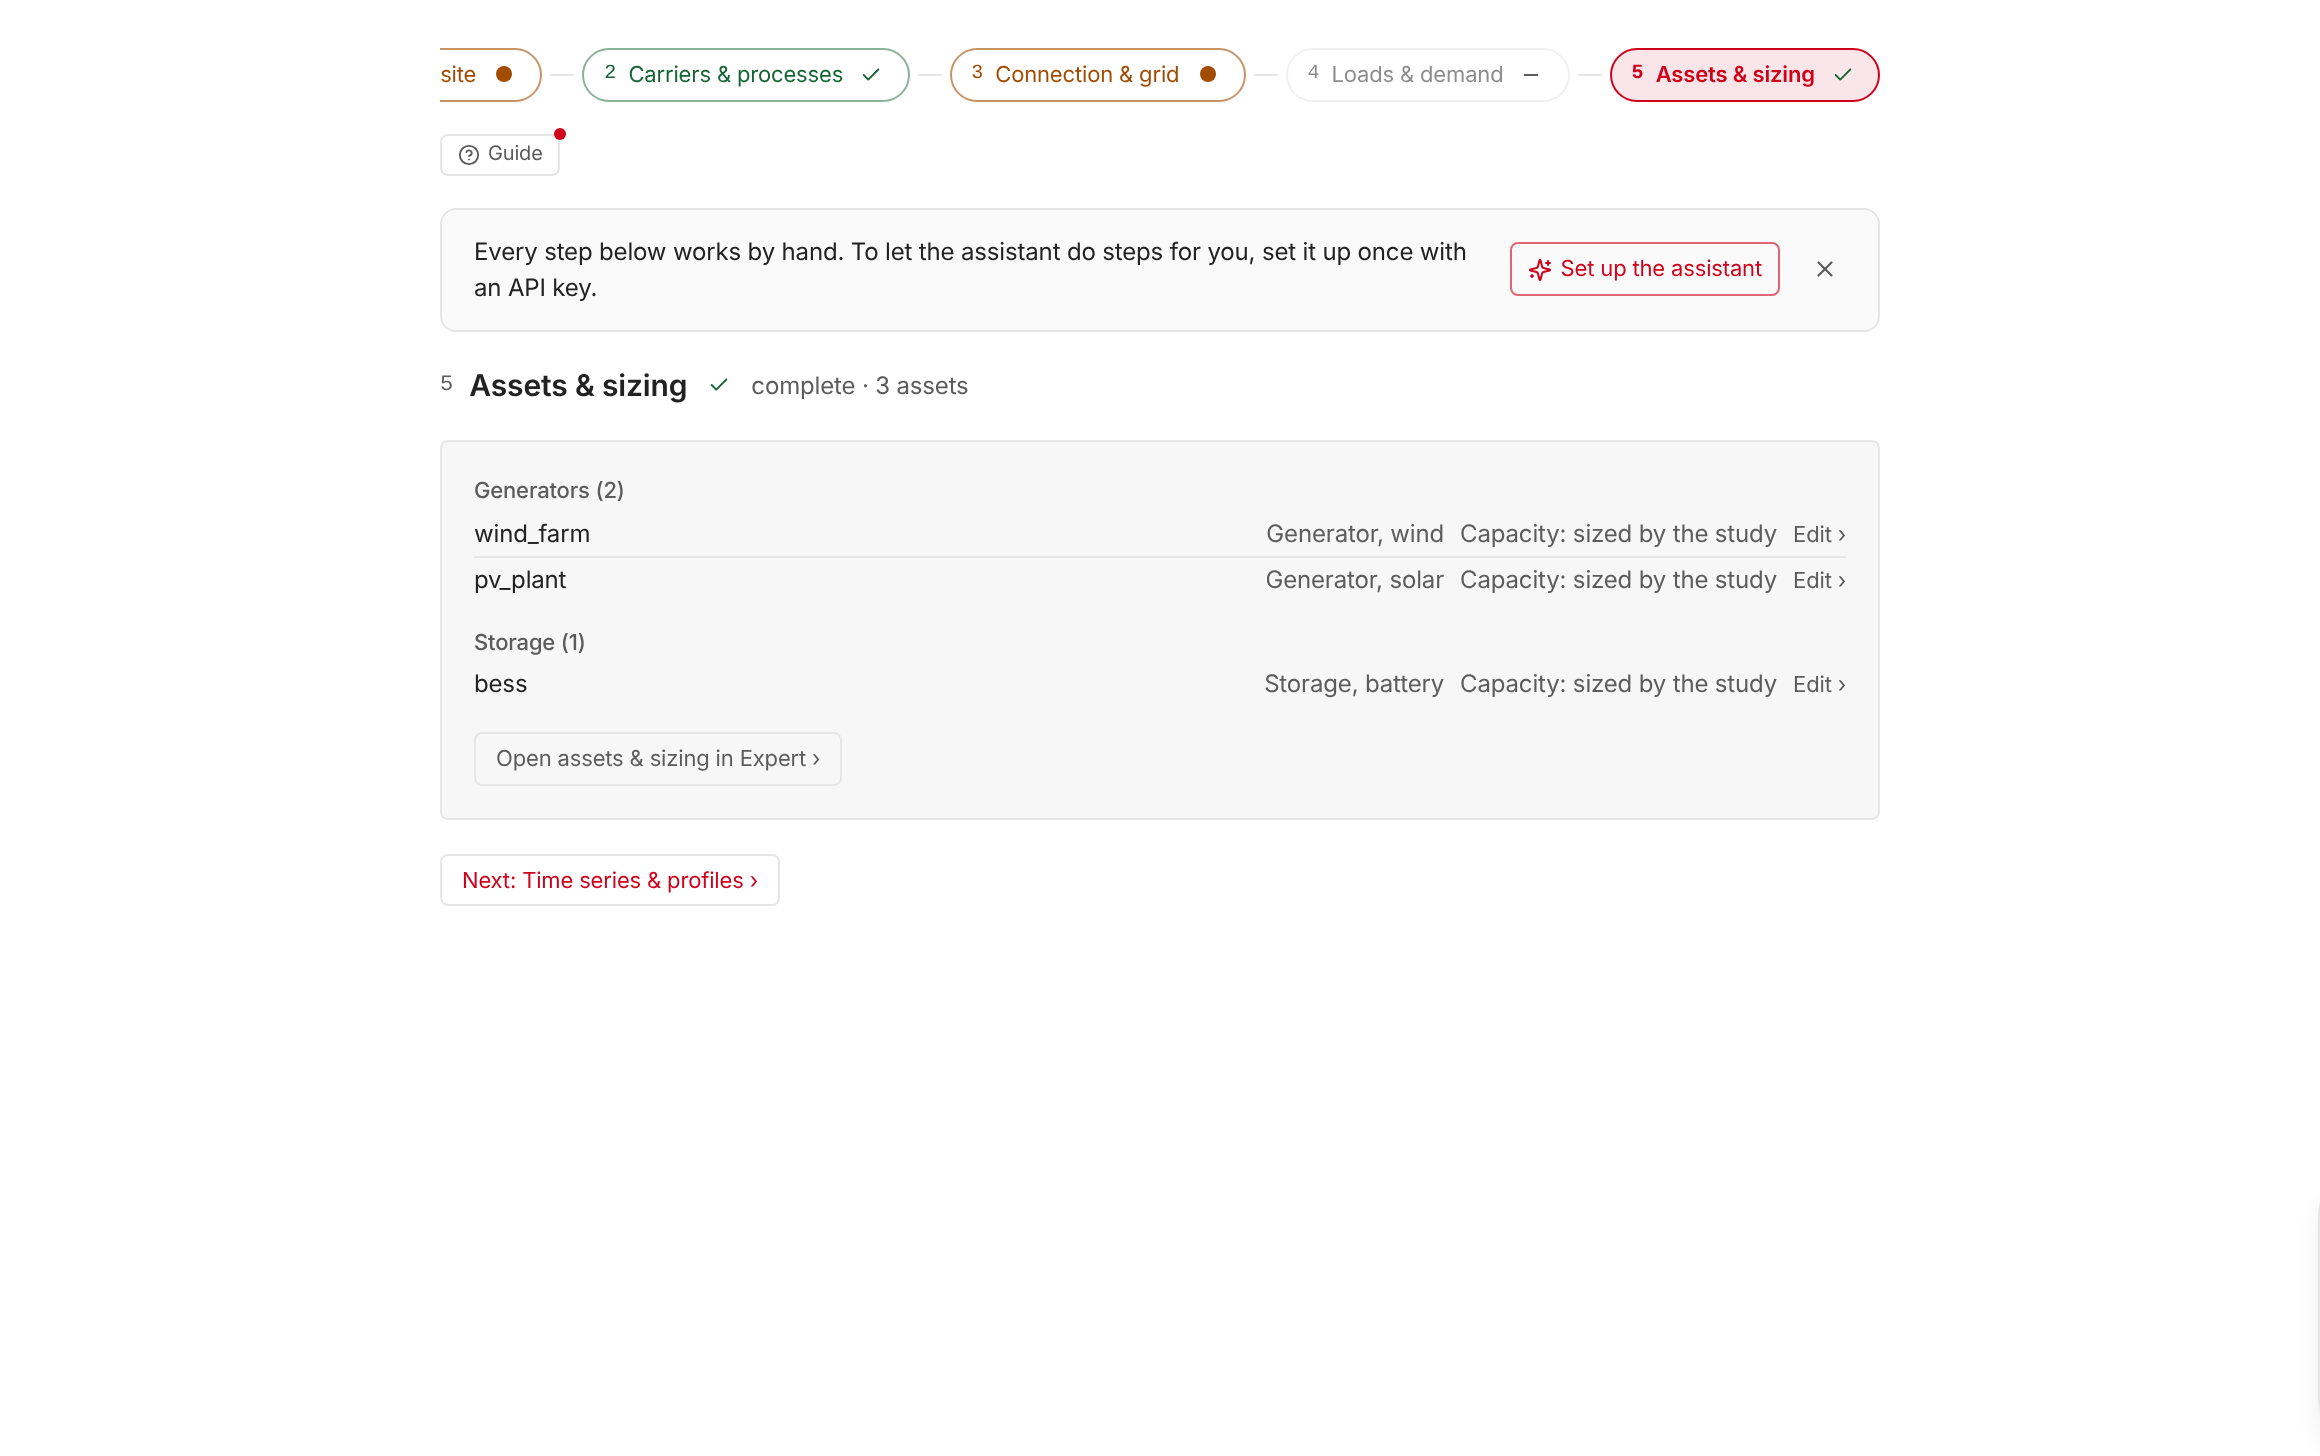 site
2 Carriers & processes
3 Connection & grid
4 Loads & demand
5 Assets & sizing
Guide
Every step below works by hand. To let the assistant do steps for you, set it up once with
an API key.
Set up the assistant
5 Assets & sizing complete · 3 assets
Generators (2)
wind_farm Generator, wind Capacity: sized by the study Edit ›
pv_plant Generator, solar Capacity: sized by the study Edit ›
Storage (1)
bess Storage, battery Capacity: sized by the study Edit ›
Open assets & sizing in Expert ›
Next: Time series & profiles ›